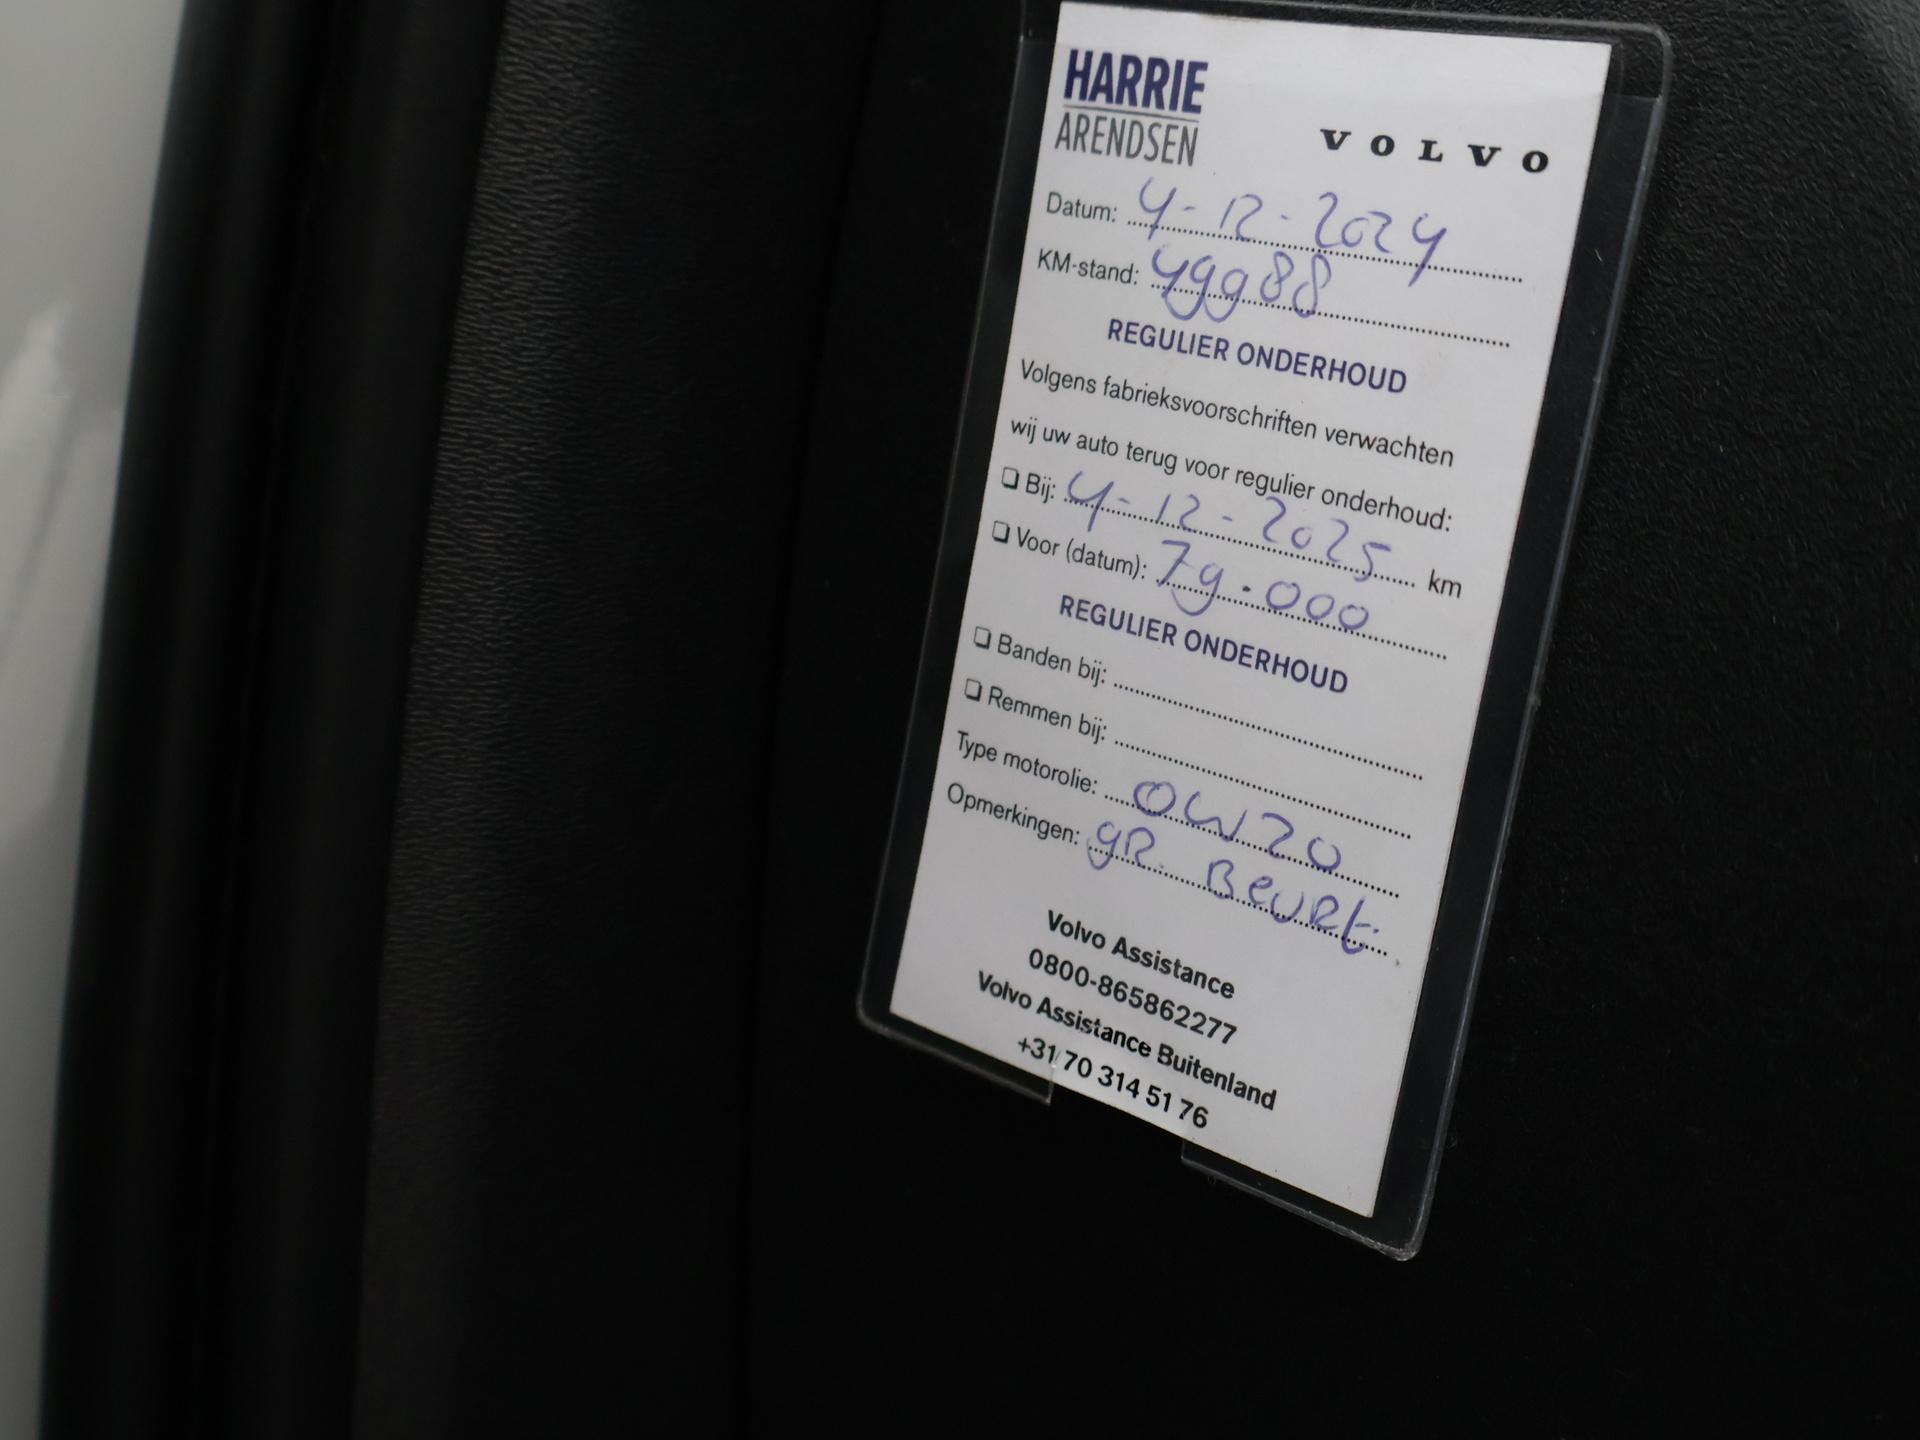 HARRIE
ARENDSEN
VOLVO
Datum: 4-12-2024
KM-stand: 49988
REGULIER ONDERHOUD
Volgens fabrieksvoorschriften verwachten
wij uw auto terug voor regulier onderhoud:
❏ Bij: 4-12-2025 km
❏ Voor (datum): 79.000
REGULIER ONDERHOUD
❏ Banden bij:
❏ Remmen bij:
Type motorolie: 0W20
Opmerkingen: gR. BeuRt.
Volvo Assistance
0800-865862277
Volvo Assistance Buitenland
+31 70 314 51 76